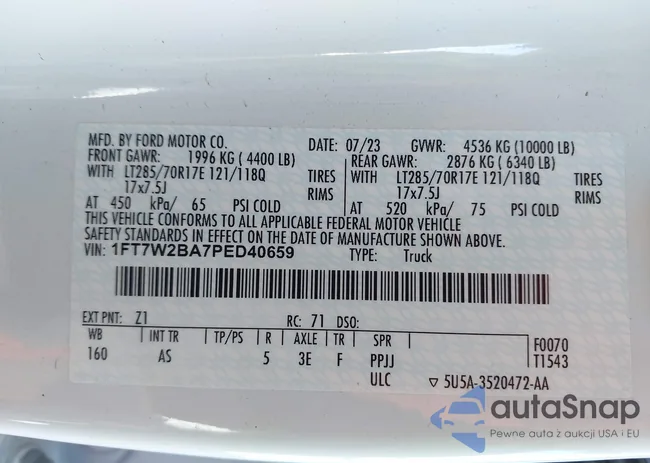 MFD. BY FORD MOTOR CO. DATE: 07/23 GVWR: 4536 KG (10000 LB)
FRONT GAWR: 1996 KG ( 4400 LB) REAR GAWR: 2876 KG ( 6340 LB)
WITH LT285/70R17E 121/118Q TIRES WITH LT285/70R17E 121/118Q TIRES
17x7.5J RIMS 17x7.5J RIMS
AT 450 kPa/ 65 PSI COLD AT 520 kPa/ 75 PSI COLD
THIS VEHICLE CONFORMS TO ALL APPLICABLE FEDERAL MOTOR VEHICLE
SAFETY STANDARDS IN EFFECT ON THE DATE OF MANUFACTURE SHOWN ABOVE.
VIN: 1FT7W2BA7PED40659 TYPE: Truck
EXT PNT: Z1 RC: 71 DSO:
WB INT TR TP/PS R AXLE TR SPR F0070
160 AS 5 3E F PPJJ T1543
ULC 5U5A-3520472-AA
autaSnap
Pewne auta z aukcji USA i EU